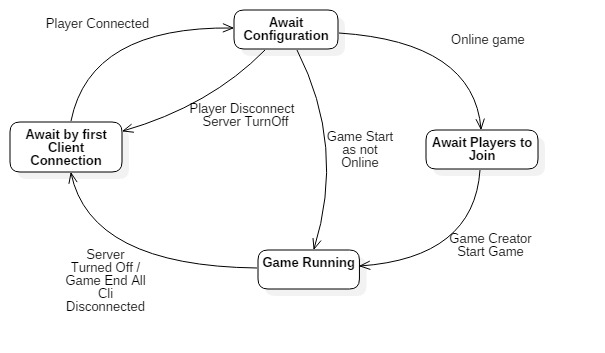 Player Connected
Await
Configuration
Online game
Player Disconnect
Server TurnOff
Await by first
Client
Connection
Game Start
as not
Online
Await Players to
Join
Game Creator
Start Game
Game Running
Server
Turned Off /
Game End All
Cli
Disconnected